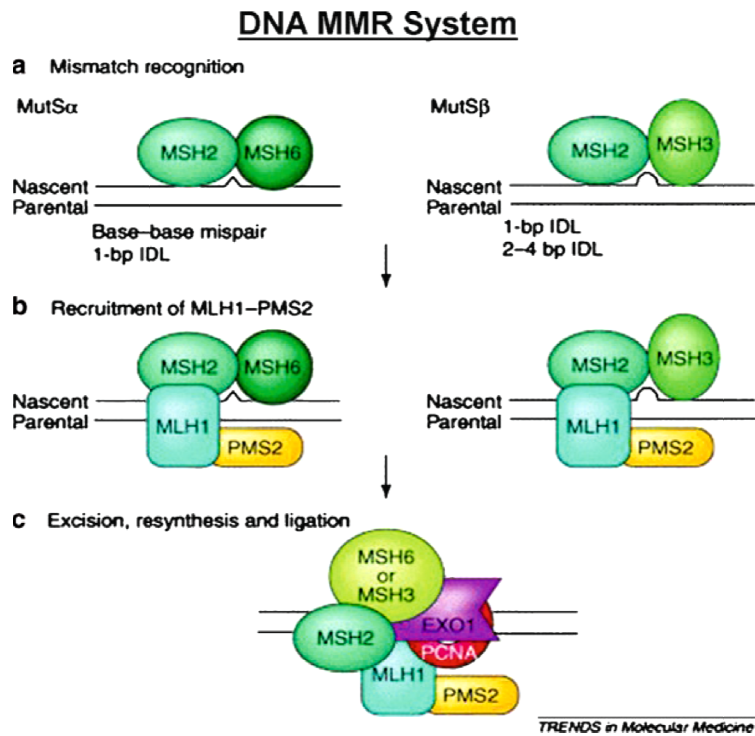 DNA MMR System
a Mismatch recognition
MutSα
MutSβ
MSH2
MSH6
MSH2
MSH3
Nascent
Parental
Nascent
Parental
Base–base mispair
1-bp IDL
1-bp IDL
2–4 bp IDL
b Recruitment of MLH1–PMS2
MSH2
MSH6
MSH2
MSH3
Nascent
Parental
Nascent
Parental
MLH1
PMS2
MLH1
PMS2
c Excision, resynthesis and ligation
MSH6
or
MSH3
MSH2
EXO1
PCNA
MLH1
PMS2
TRENDS in Molecular Medicine